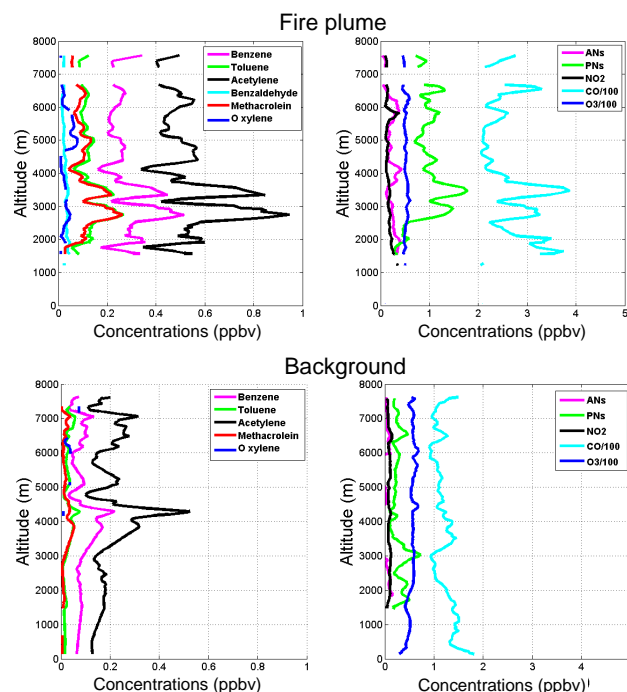 Fire plume
8000
7000
6000
5000
4000
3000
2000
1000
0
Altitude (m)
0
0.2
0.4
0.6
0.8
1
Concentrations (ppbv)
Benzene
Toluene
Acetylene
Benzaldehyde
Methacrolein
O xylene
8000
7000
6000
5000
4000
3000
2000
1000
0
Altitude (m)
0
1
2
3
4
5
Concentrations (ppbv)
ANs
PNs
NO2
CO/100
O3/100
Background
8000
7000
6000
5000
4000
3000
2000
1000
0
Altitude (m)
0
0.2
0.4
0.6
0.8
1
Concentrations (ppbv)
Benzene
Toluene
Acetylene
Methacrolein
O xylene
8000
7000
6000
5000
4000
3000
2000
1000
0
Altitude (m)
0
1
2
3
4
Concentrations (ppbv)
ANs
PNs
NO2
CO/100
O3/100